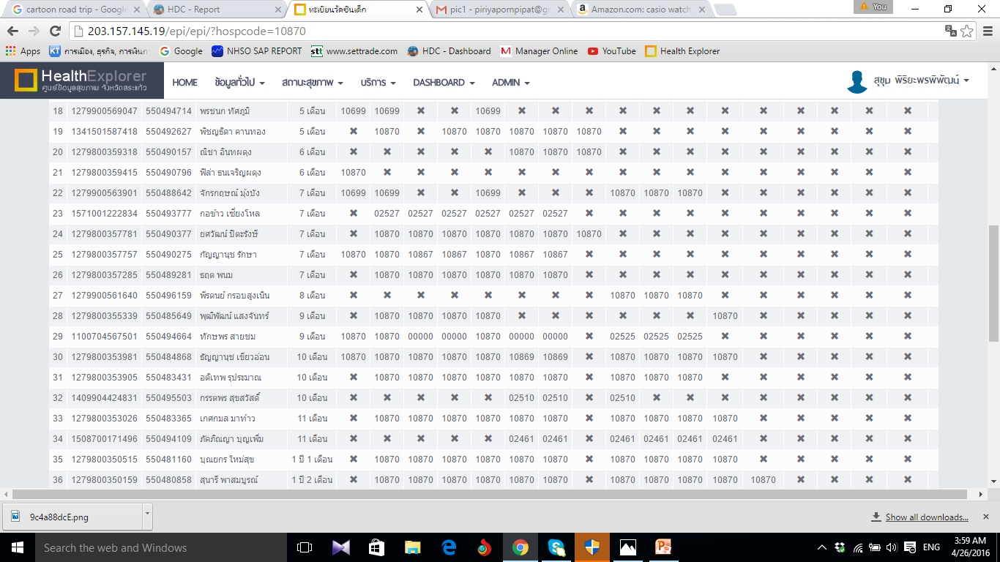 cartoon road trip - Google
HDC - Report
ทะเบียนวัคซีนเด็ก
pic1 - piriyapornpipat@gr
Amazon.com: casio watch
You
203.157.145.19/epi/epi/?hospcode=10870
Apps
การเมือง, ธุรกิจ, การเงินก
Google
NHSO SAP REPORT
stt www.settrade.com
HDC - Dashboard
Manager Online
YouTube
Health Explorer
HealthExplorer
ศูนย์ข้อมูลสุขภาพ จังหวัดสระแก้ว
HOME ข้อมูลทั่วไป สถานะสุขภาพ บริการ DASHBOARD ADMIN
สุขุม พิริยะพรพิพัฒน์
18 1279900569047 550494714 พรชนก ทัศภูมิ 5 เดือน 10699 10699 ✖ ✖ 10699 ✖ ✖ ✖ ✖ ✖ ✖ ✖ ✖ ✖ ✖ ✖ ✖
19 1341501587418 550492627 พิชญธิดา คานทอง 5 เดือน ✖ 10870 ✖ 10870 10870 10870 10870 10870 ✖ ✖ ✖ ✖ ✖ ✖ ✖ ✖ ✖
20 1279800359318 550490157 ณิชา อินทผดุง 6 เดือน ✖ ✖ ✖ ✖ ✖ 10870 10870 10870 ✖ ✖ ✖ ✖ ✖ ✖ ✖ ✖ ✖
21 1279800359415 550490796 ฟิล่า ธนเจริญผดุง 6 เดือน 10870 ✖ ✖ ✖ ✖ ✖ ✖ ✖ ✖ ✖ ✖ ✖ ✖ ✖ ✖ ✖ ✖
22 1279900563901 550488642 จักรกฤษณ์ มุ้งบัง 7 เดือน 10699 10699 ✖ ✖ 10699 ✖ ✖ ✖ 10870 10870 10870 ✖ ✖ ✖ ✖ ✖ ✖
23 1571001222834 550493777 กอข้าว เซี่ยงโหล 7 เดือน ✖ 02527 02527 02527 02527 02527 02527 ✖ ✖ ✖ ✖ ✖ ✖ ✖ ✖ ✖ ✖
24 1279800357781 550490377 ยศวัฒน์ ปิตะรังษี 7 เดือน ✖ 10870 10870 10870 10870 10870 10870 10870 ✖ ✖ ✖ ✖ ✖ ✖ ✖ ✖ ✖
25 1279800357757 550490275 กัญญานุช รักษา 7 เดือน 10870 10870 10867 10867 10870 10867 10867 ✖ ✖ ✖ ✖ ✖ ✖ ✖ ✖ ✖ ✖
26 1279800357285 550489281 ธฤต พนม 7 เดือน ✖ 10870 10870 10870 10870 10870 10870 ✖ ✖ ✖ ✖ ✖ ✖ ✖ ✖ ✖ ✖
27 1279900561640 550496159 พีรดนย์ กรอบสูงเนิน 8 เดือน ✖ ✖ ✖ ✖ ✖ ✖ ✖ ✖ 10870 10870 10870 ✖ ✖ ✖ ✖ ✖ ✖
28 1279800355339 550485649 พุฒิพัฒน์ แสงจันทร์ 9 เดือน ✖ 10870 10870 10870 10870 ✖ ✖ ✖ ✖ ✖ ✖ 10870 ✖ ✖ ✖ ✖ ✖
29 1100704567501 550494664 ทักษพร สายชม 9 เดือน 10870 10870 00000 00000 10870 00000 00000 ✖ 02525 02525 02525 ✖ ✖ ✖ ✖ ✖ ✖
30 1279800353981 550484868 ธัญญานุช เขียวอ่อน 10 เดือน 10870 10870 10870 10870 10870 10869 10869 ✖ 10870 10870 10870 10870 ✖ ✖ ✖ ✖ ✖
31 1279800353905 550483431 อดิเทพ รุประมาณ 10 เดือน ✖ 10870 10870 10870 10870 10870 10870 ✖ 10870 10870 10870 ✖ ✖ ✖ ✖ ✖ ✖
32 1409904424831 550495503 กรรตพร สุขสวัสดิ์ 10 เดือน ✖ ✖ ✖ ✖ ✖ 02510 02510 ✖ 02510 ✖ ✖ ✖ ✖ ✖ ✖ ✖ ✖
33 1279800353026 550483365 เกศกมล มาท้าว 11 เดือน ✖ 10870 10870 10870 10870 10870 10870 ✖ 10870 10870 10870 10870 ✖ ✖ ✖ ✖ ✖
34 1508700171496 550494109 ภัคภิณญา บุญเพิ่ม 11 เดือน ✖ ✖ ✖ ✖ ✖ 02461 02461 ✖ 02461 02461 02461 02461 ✖ ✖ ✖ ✖ ✖
35 1279800350515 550481160 บุณยกร ใหม่สุข 1 ปี 1 เดือน ✖ 10870 10870 10870 10870 10870 10870 ✖ 10870 10870 10870 10870 ✖ ✖ ✖ ✖ ✖
36 1279800350159 550480858 สุนารี พาสมบูรณ์ 1 ปี 2 เดือน ✖ 10870 10870 10870 10870 10870 10870 ✖ 10870 10870 10870 10870 10870 ✖ ✖ ✖ ✖
9c4a88dcE.png
Show all downloads...
Search the web and Windows
ENG
3:59 AM
4/26/2016